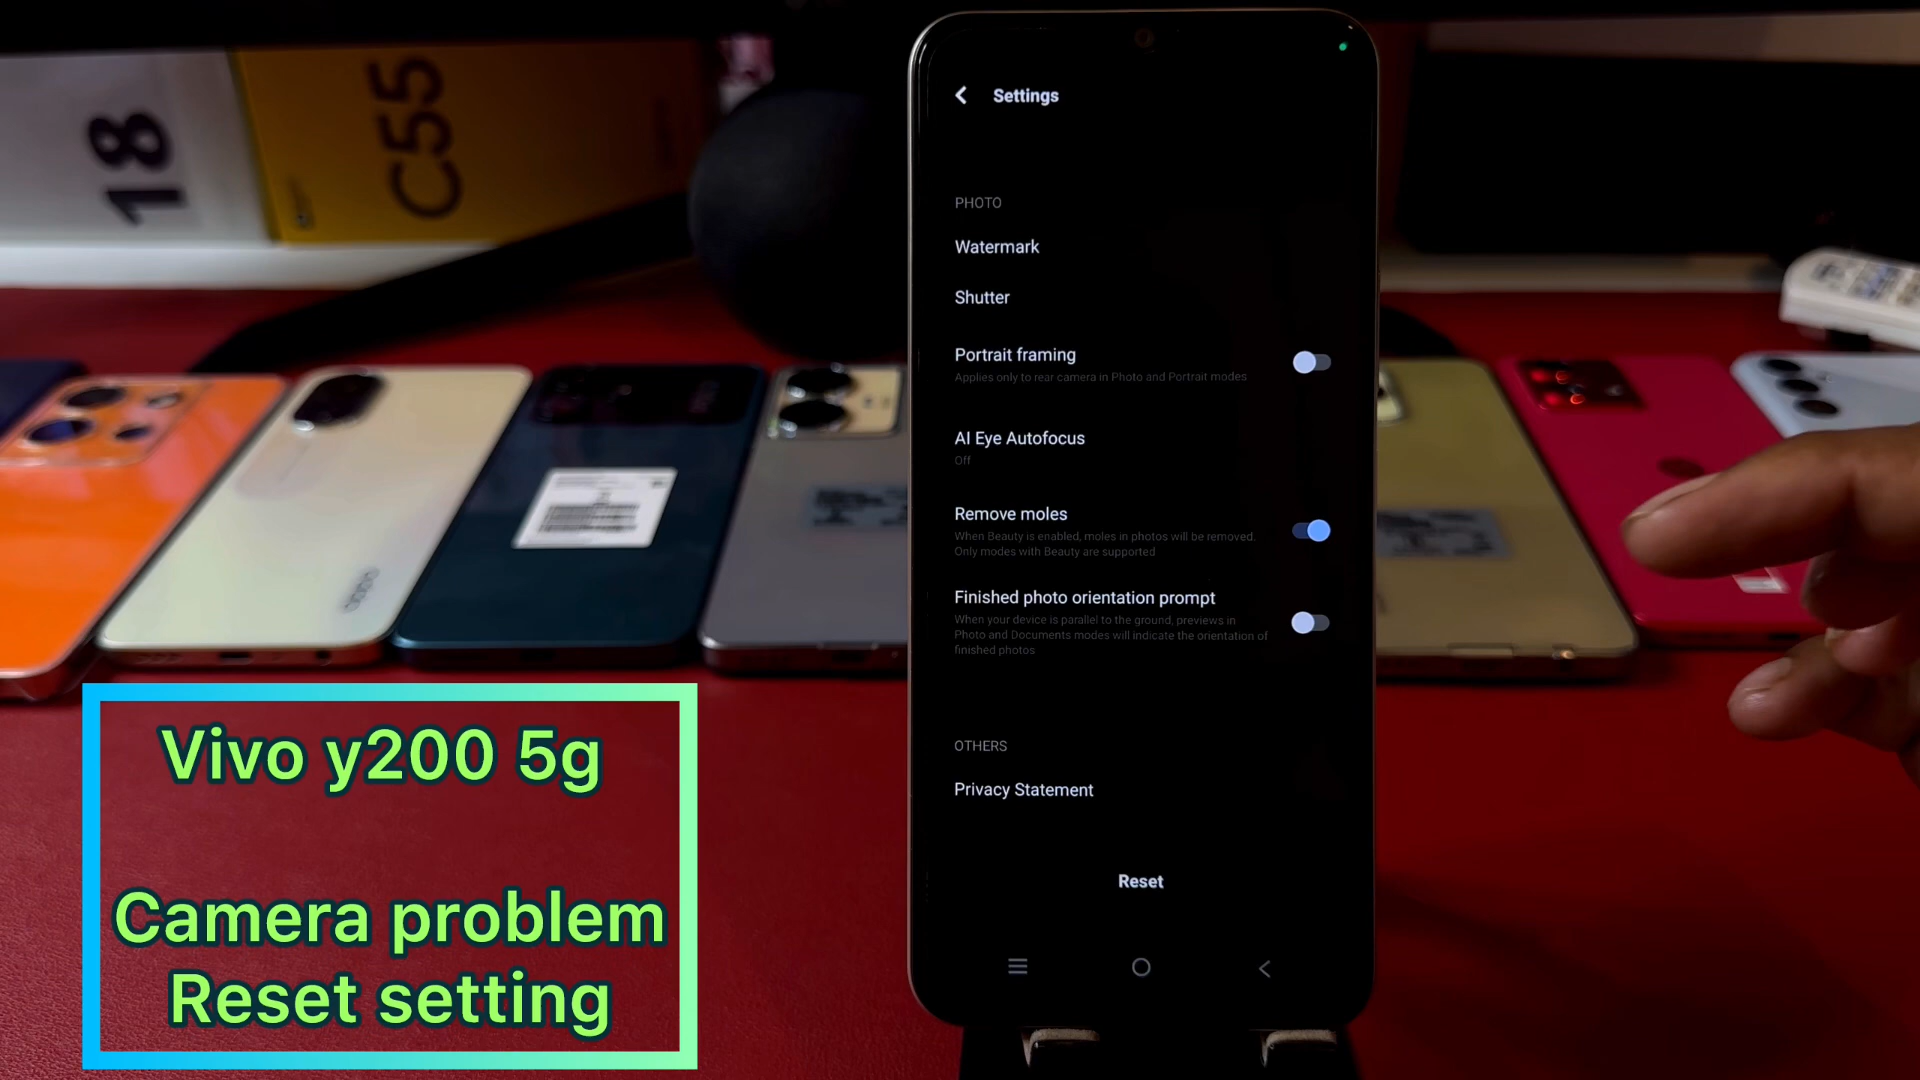 18
C55
Settings
PHOTO
Watermark
Shutter
Portrait framing
Applies only to rear camera in Photo and Portrait modes
AI Eye Autofocus
Off
Remove moles
When Beauty is enabled, moles in photos will be removed.
Only modes with Beauty are supported
Finished photo orientation prompt
When your device is parallel to the ground, previews in
Photo and Documents modes will indicate the orientation of
finished photos
OTHERS
Privacy Statement
Reset
oppo
Vivo y200 5g
Camera problem
Reset setting